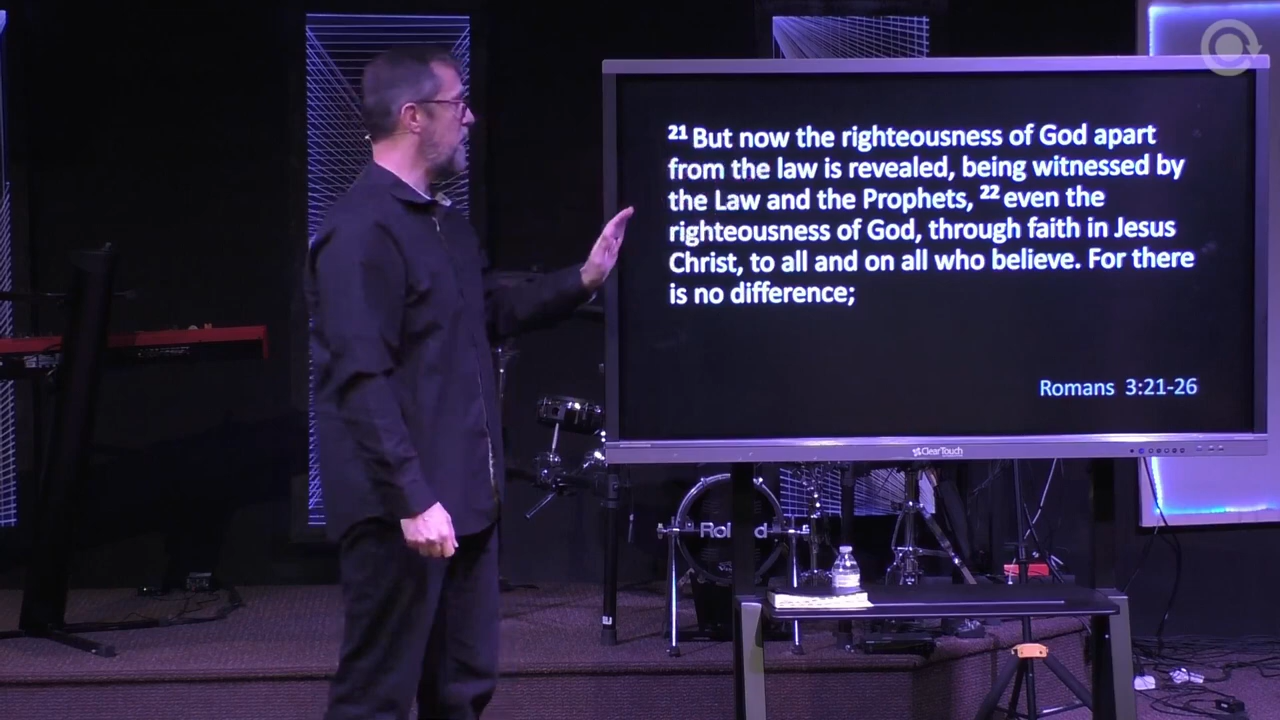 21 But now the righteousness of God apart
from the law is revealed, being witnessed by
the Law and the Prophets, 22 even the
righteousness of God, through faith in Jesus
Christ, to all and on all who believe. For there
is no difference;
Romans 3:21-26
ClearTouch
Roland